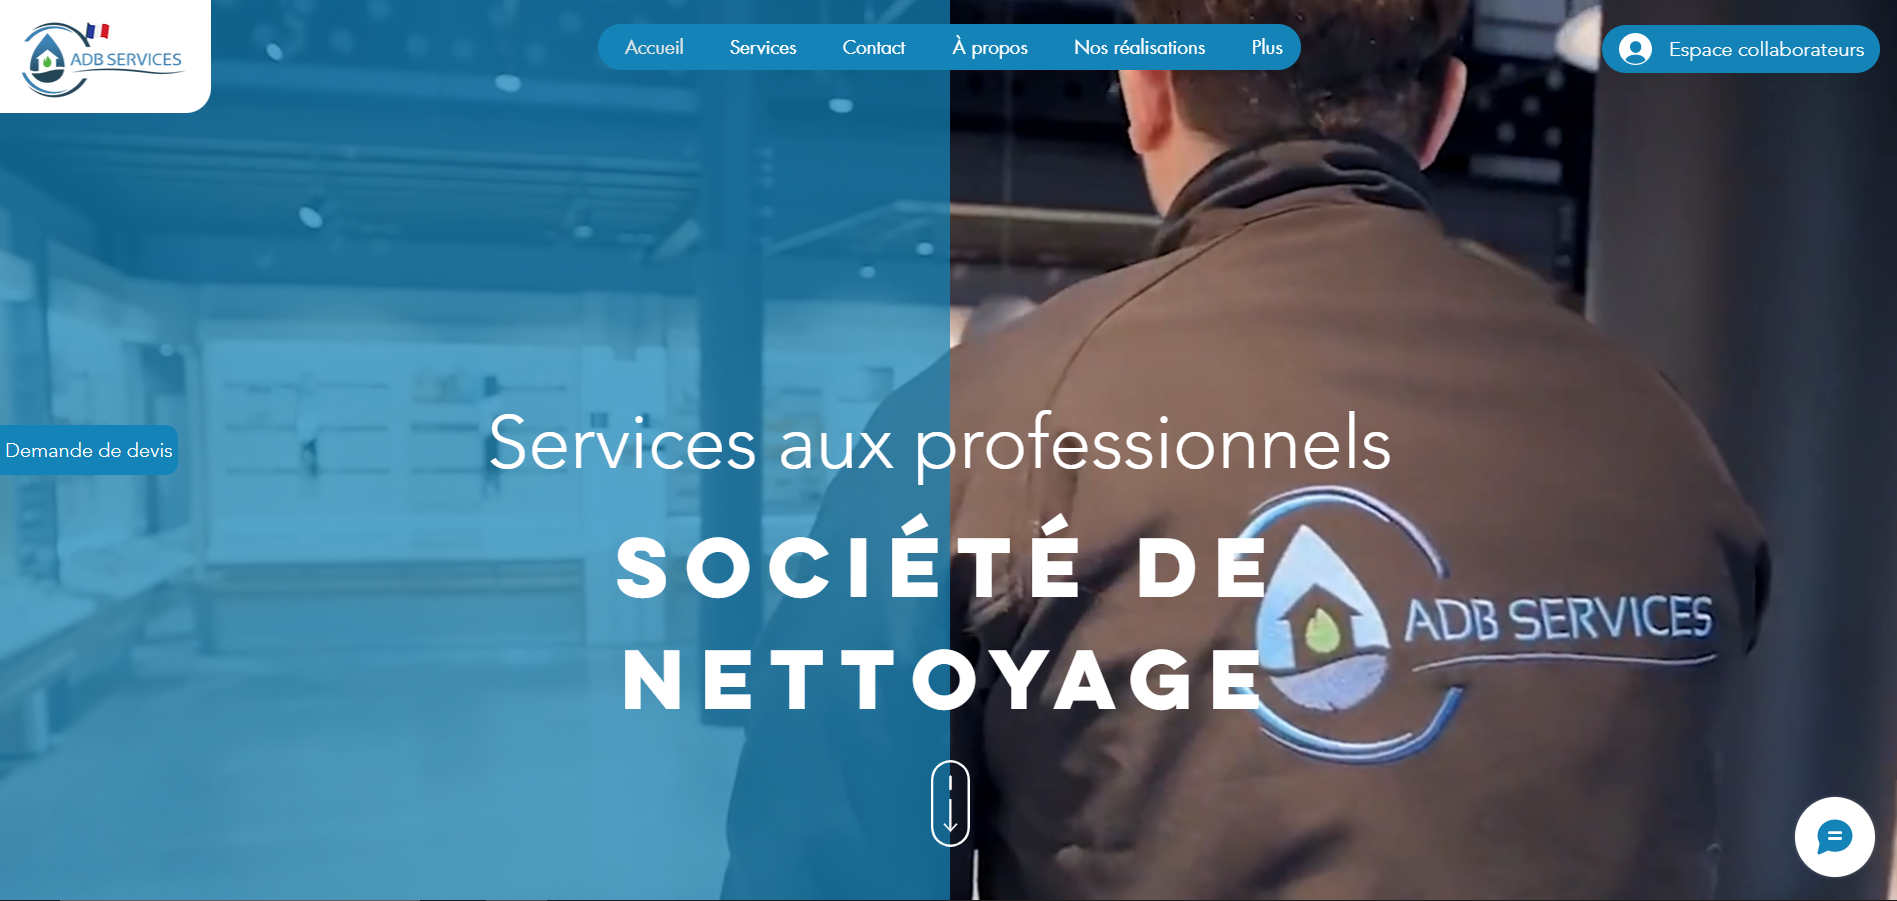 ADB SERVICES
Accueil
Services
Contact
À propos
Nos réalisations
Plus
Espace collaborateurs
Demande de devis
Services aux professionnels
SOCIÉTÉ DE
NETTOYAGE
ADB SERVICES